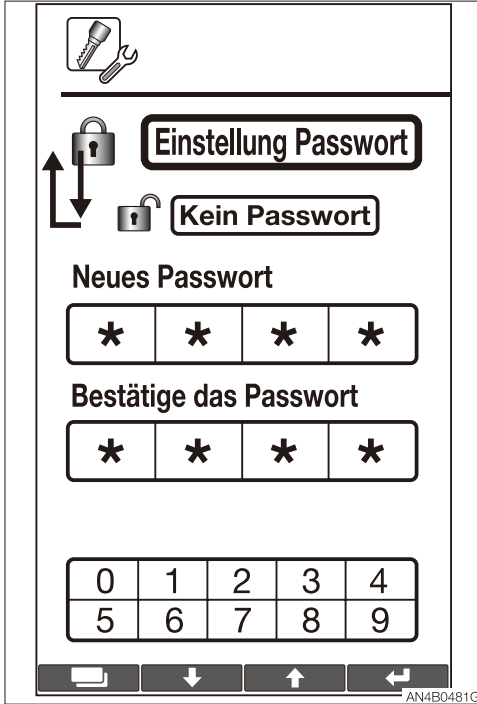 Einstellung Passwort
Kein Passwort
Neues Passwort
* * * *
Bestätige das Passwort
* * * *
0 1 2 3 4
5 6 7 8 9
AN4B0481G